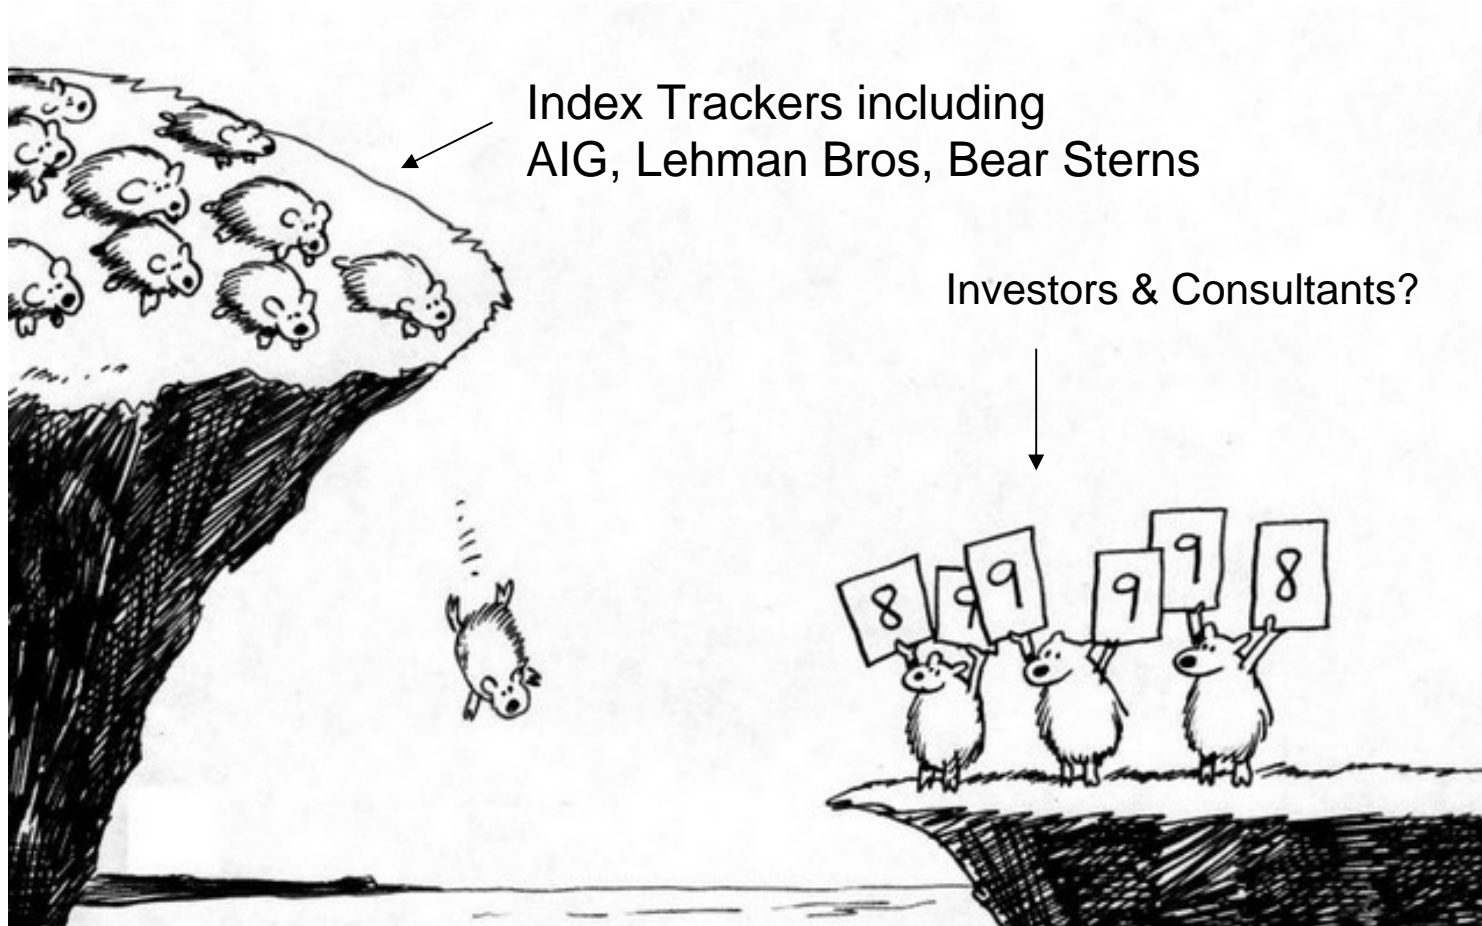 Index Trackers including
AIG, Lehman Bros, Bear Sterns
Investors & Consultants?
8 9 9 9 9 8